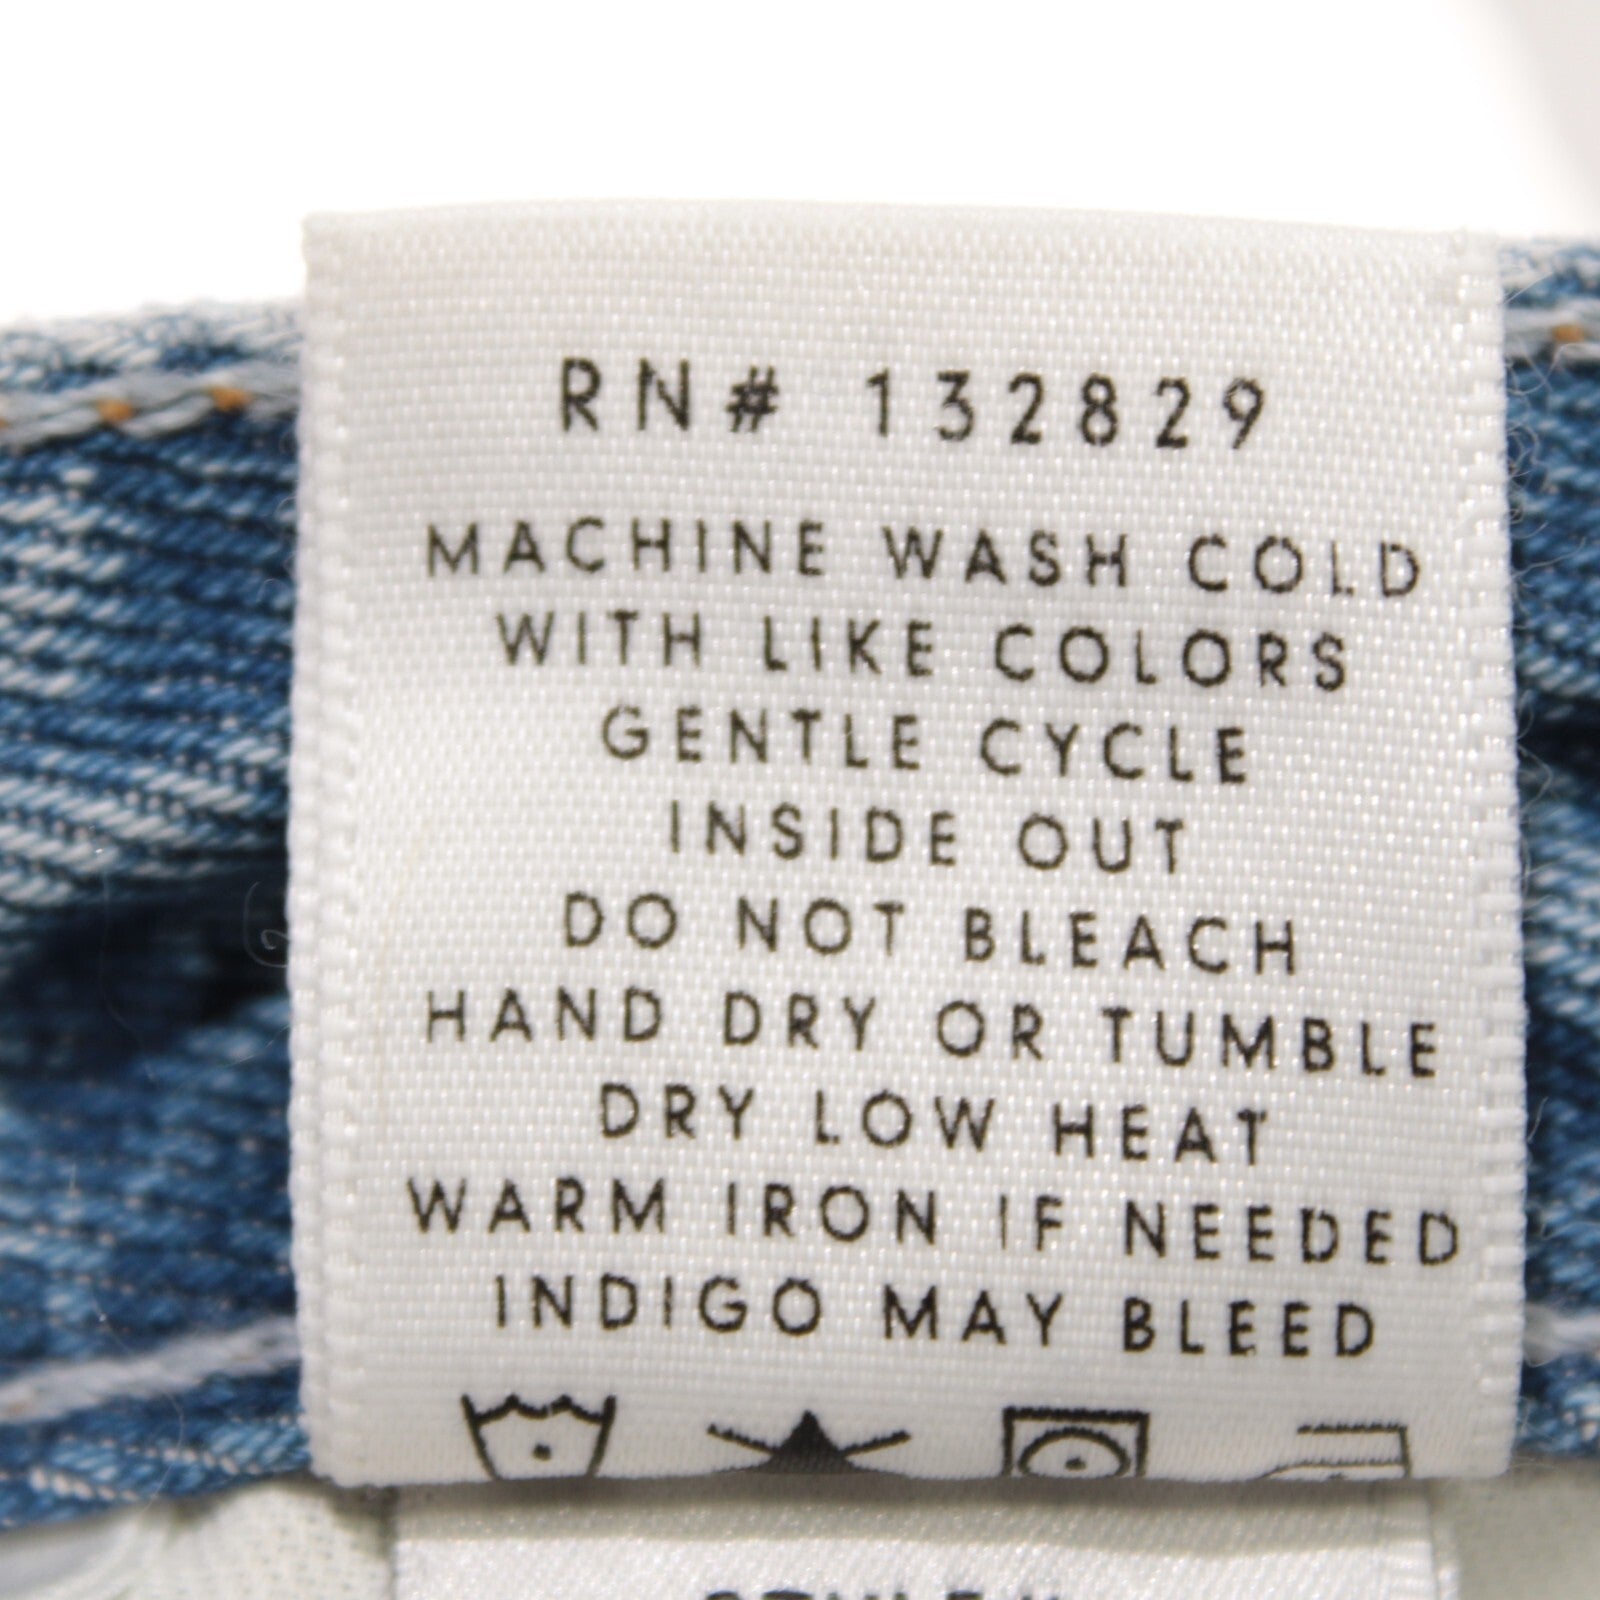 RN# 132829
MACHINE WASH COLD
WITH LIKE COLORS
GENTLE CYCLE
INSIDE OUT
DO NOT BLEACH
HAND DRY OR TUMBLE
DRY LOW HEAT
WARM IRON IF NEEDED
INDIGO MAY BLEED